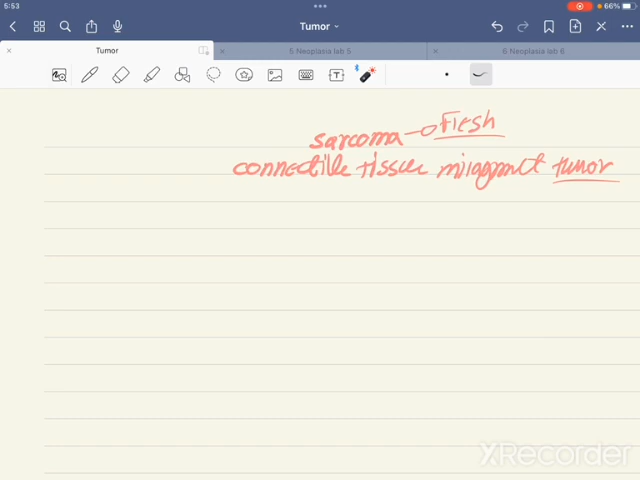 5:53
66%
Tumor
Tumor
5 Neoplasia lab 5
6 Neoplasia lab 6
sarcoma Flesh
connective tissue malignant tumor
XRecorder